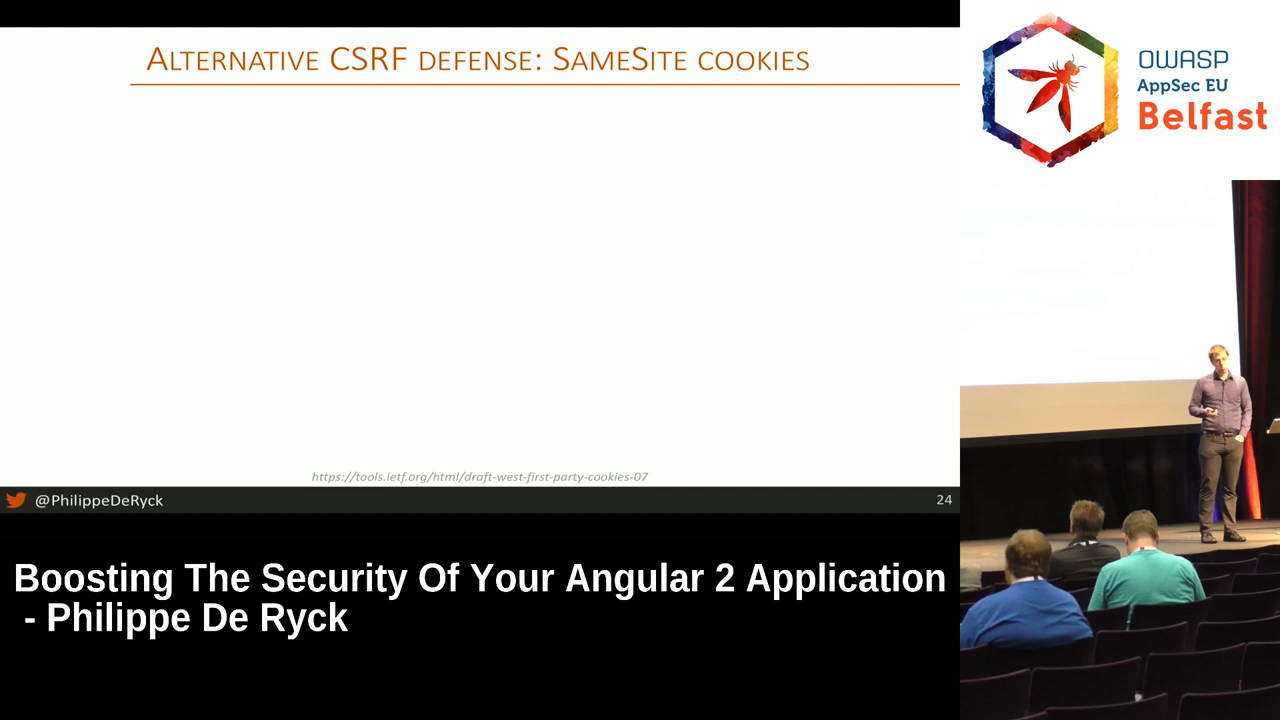 ALTERNATIVE CSRF DEFENSE: SAMESITE COOKIES
https://tools.ietf.org/html/draft-west-first-party-cookies-07
@PhilippeDeRyck
24
OWASP
AppSec EU
Belfast
Boosting The Security Of Your Angular 2 Application
- Philippe De Ryck